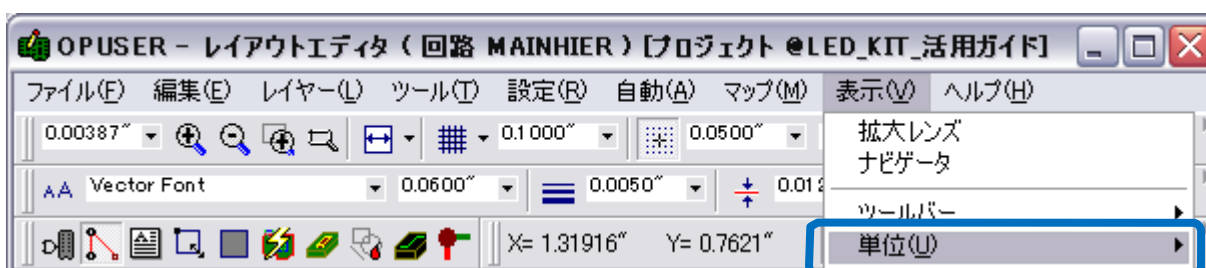 OPUSER - レイアウトエディタ ( 回路 MAINHIER ) [プロジェクト @LED_KIT_活用ガイド]
ファイル(F) 編集(E) レイヤー(L) ツール(T) 設定(R) 自動(A) マップ(M) 表示(V) ヘルプ(H)
0.00387" 0.1000" 0.0500"
拡大レンズ
ナビゲータ
AA Vector Font 0.0600" 0.0050" 0.012
ツールバー
X= 1.31916" Y= 0.7621"
単位(U)